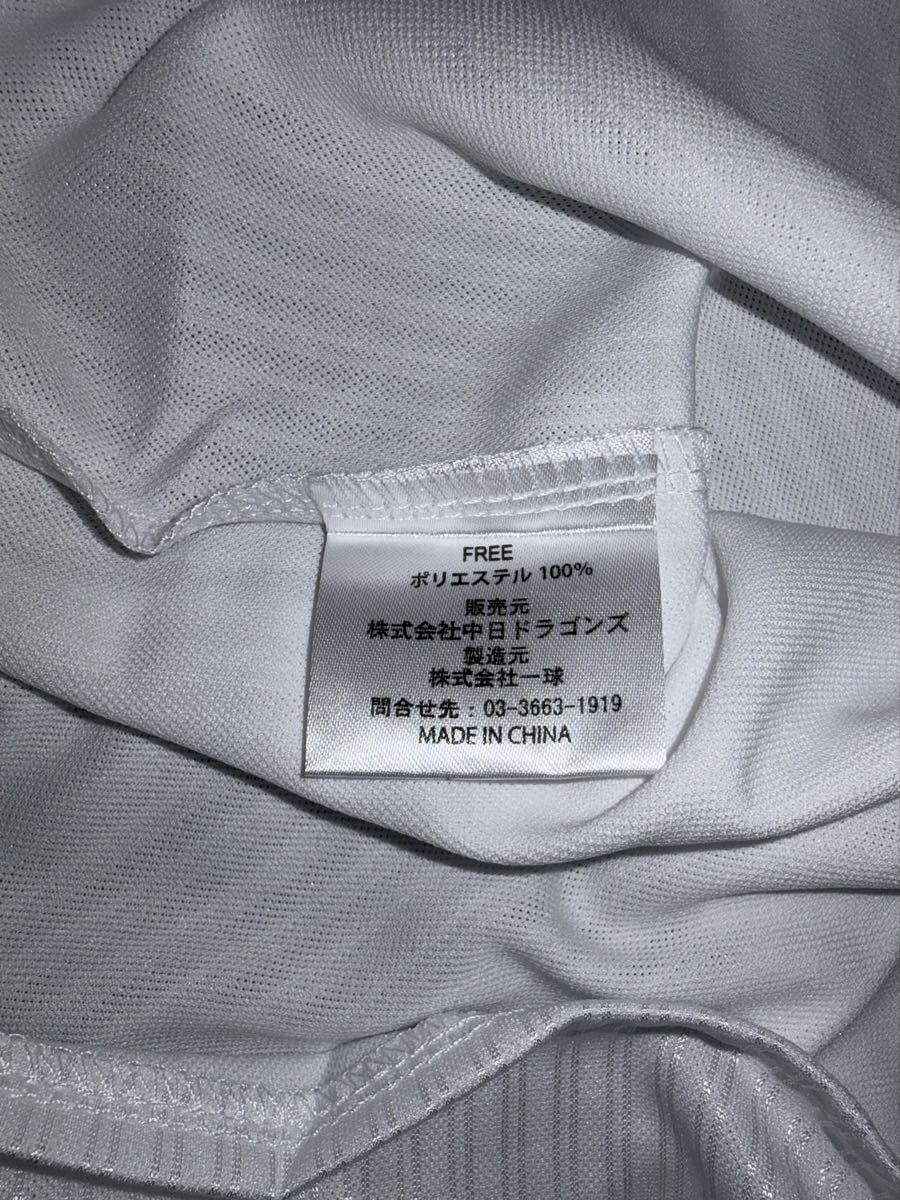 FREE
ポリエステル 100%
販売元
株式会社中日ドラゴンズ
製造元
株式会社一球
問合せ先：03-3663-1919
MADE IN CHINA